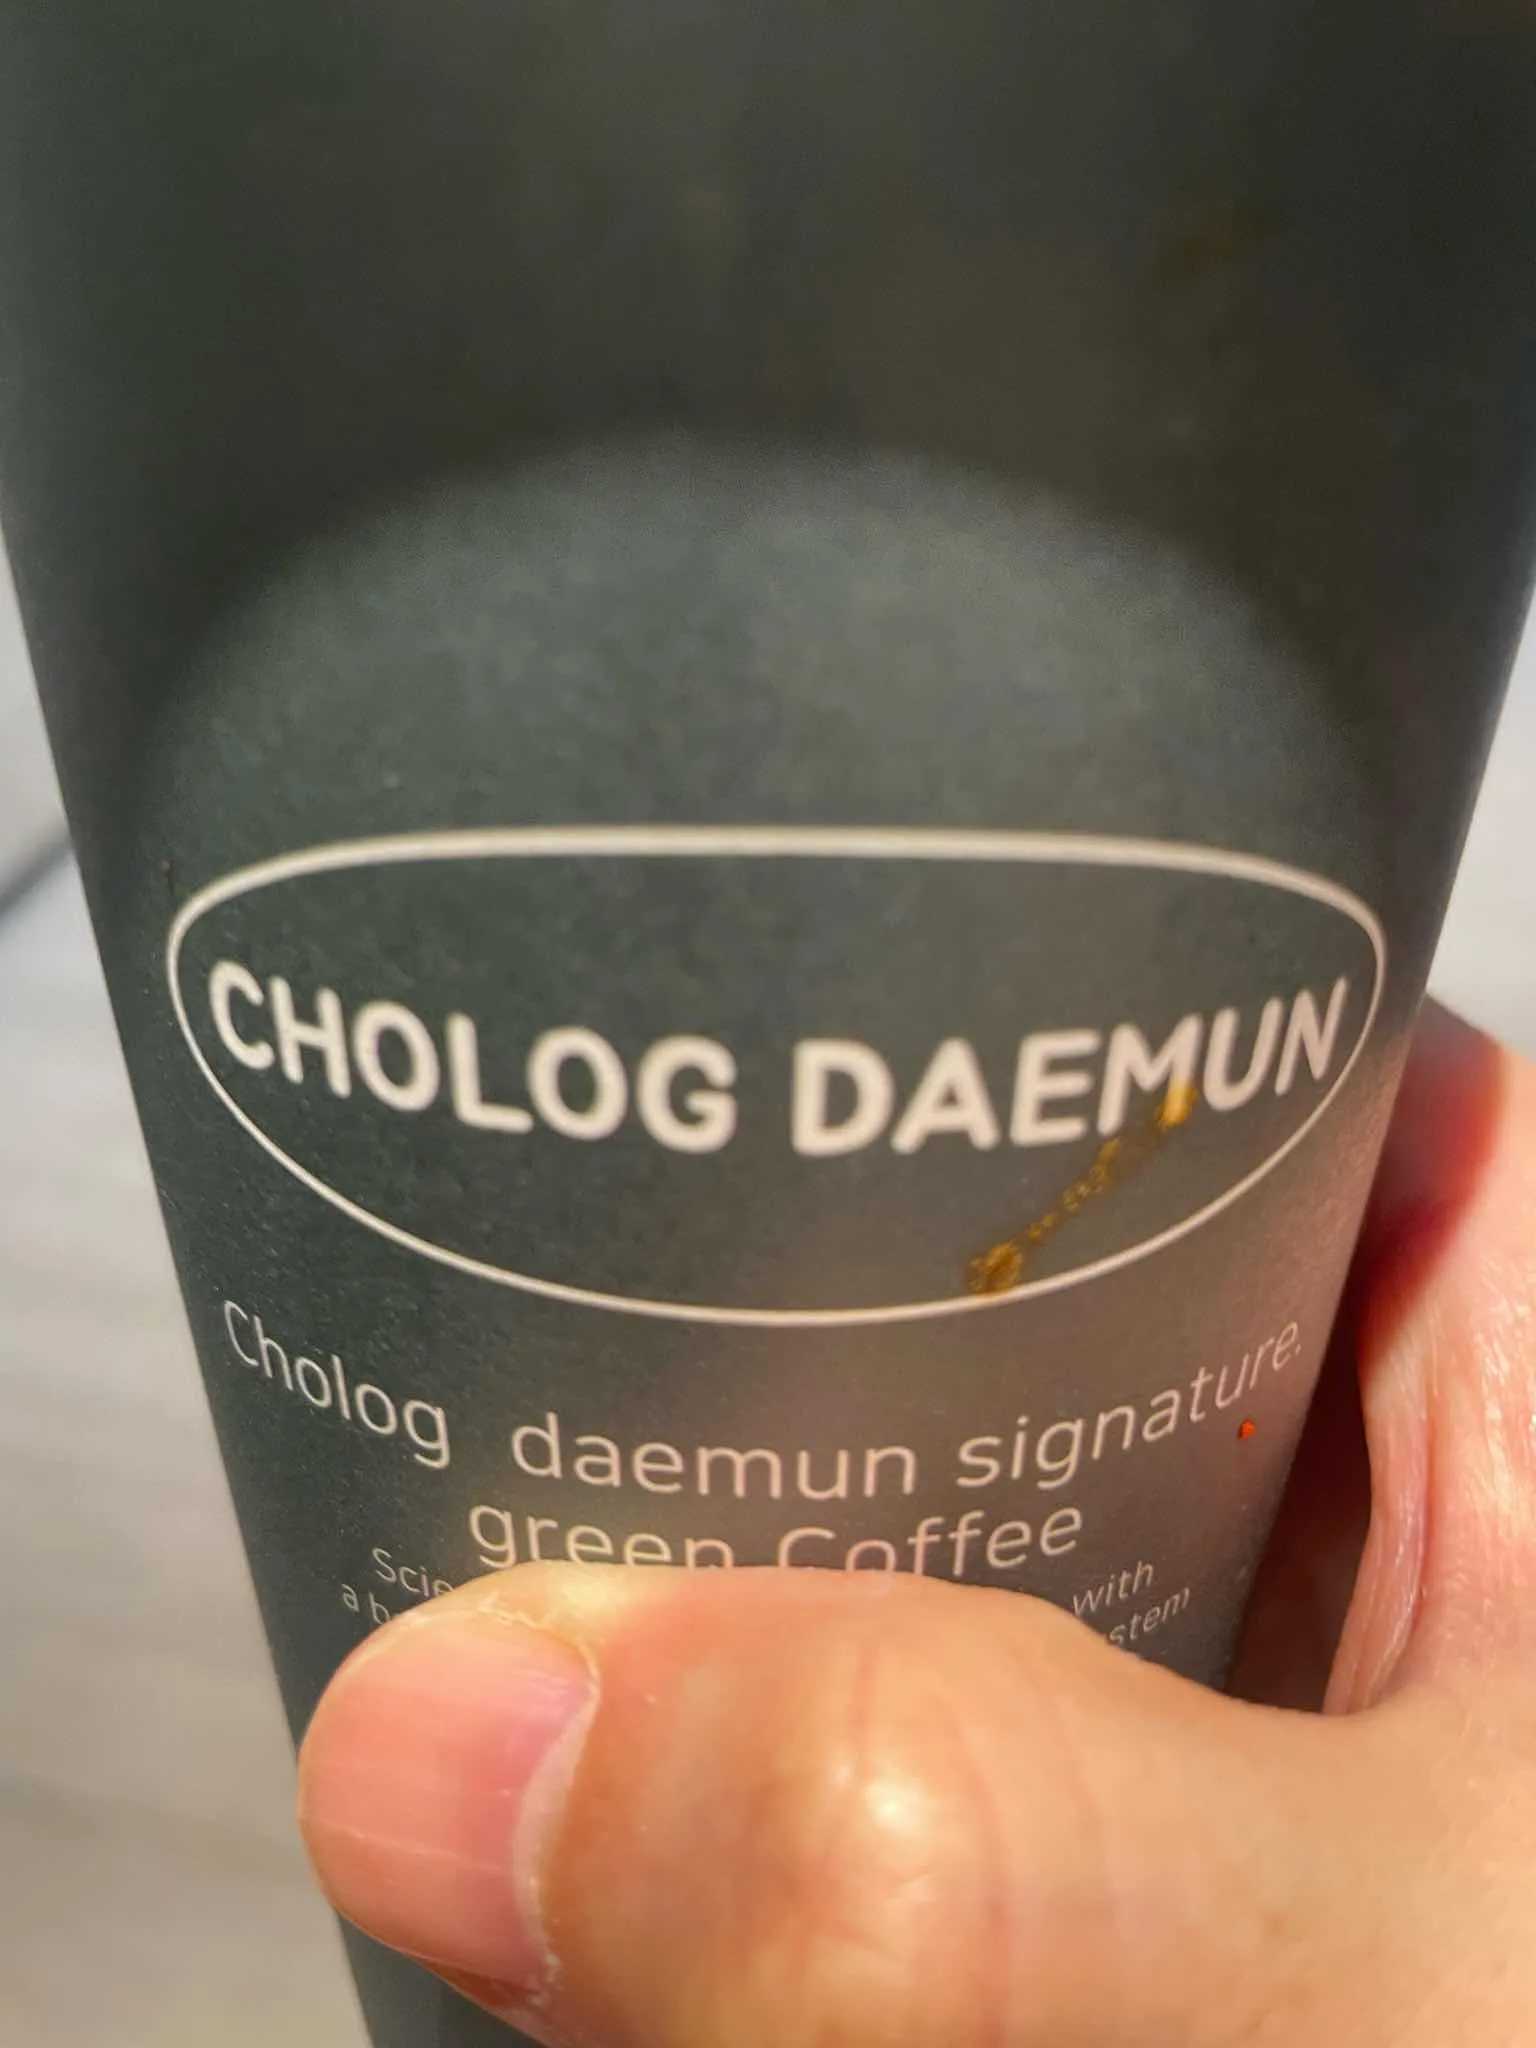 CHOLOG DAEMUN
Cholog daemun signature.
green Coffee
with